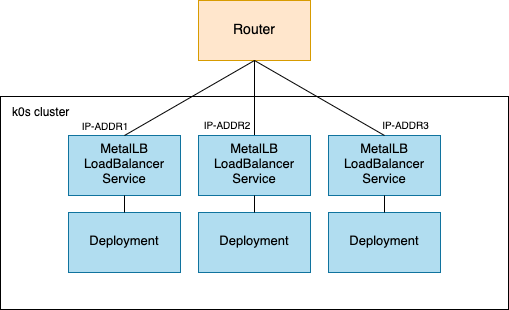 Router
k0s cluster
IP-ADDR1
IP-ADDR2
IP-ADDR3
MetalLB
LoadBalancer
Service
MetalLB
LoadBalancer
Service
MetalLB
LoadBalancer
Service
Deployment
Deployment
Deployment